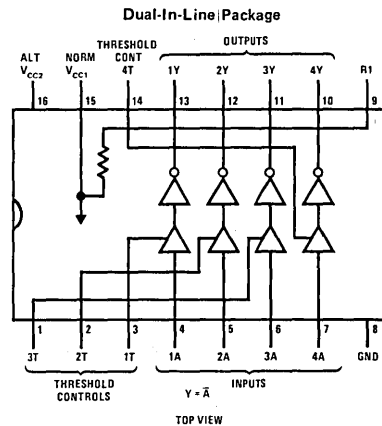 Dual-In-Line Package
ALT NORM THRESHOLD CONT OUTPUTS
VCC2 VCC1 4T 1Y 2Y 3Y 4Y R1
16 15 14 13 12 11 10 9
1 2 3 4 5 6 7 8
3T 2T 1T 1A 2A 3A 4A GND
THRESHOLD CONTROLS INPUTS
Y = A̅
TOP VIEW